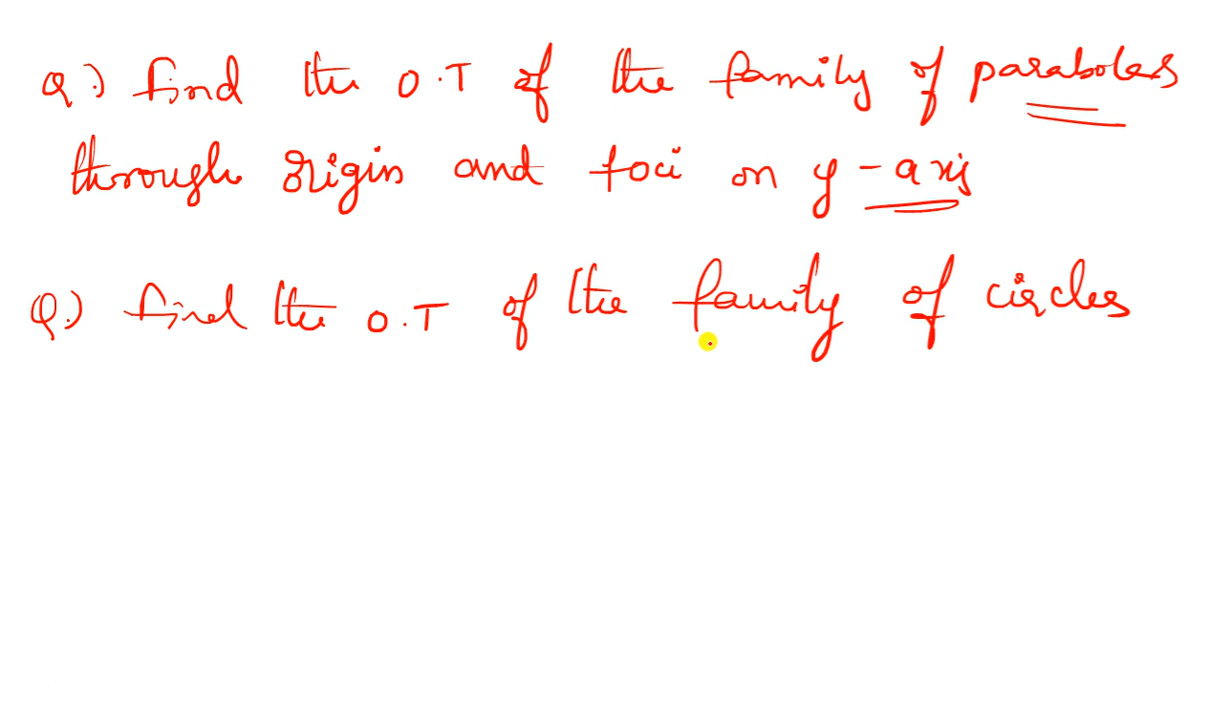 Q.) find the O.T of the family of parabolas
through origin and foci on y-axis
Q.) find the O.T of the family of circles